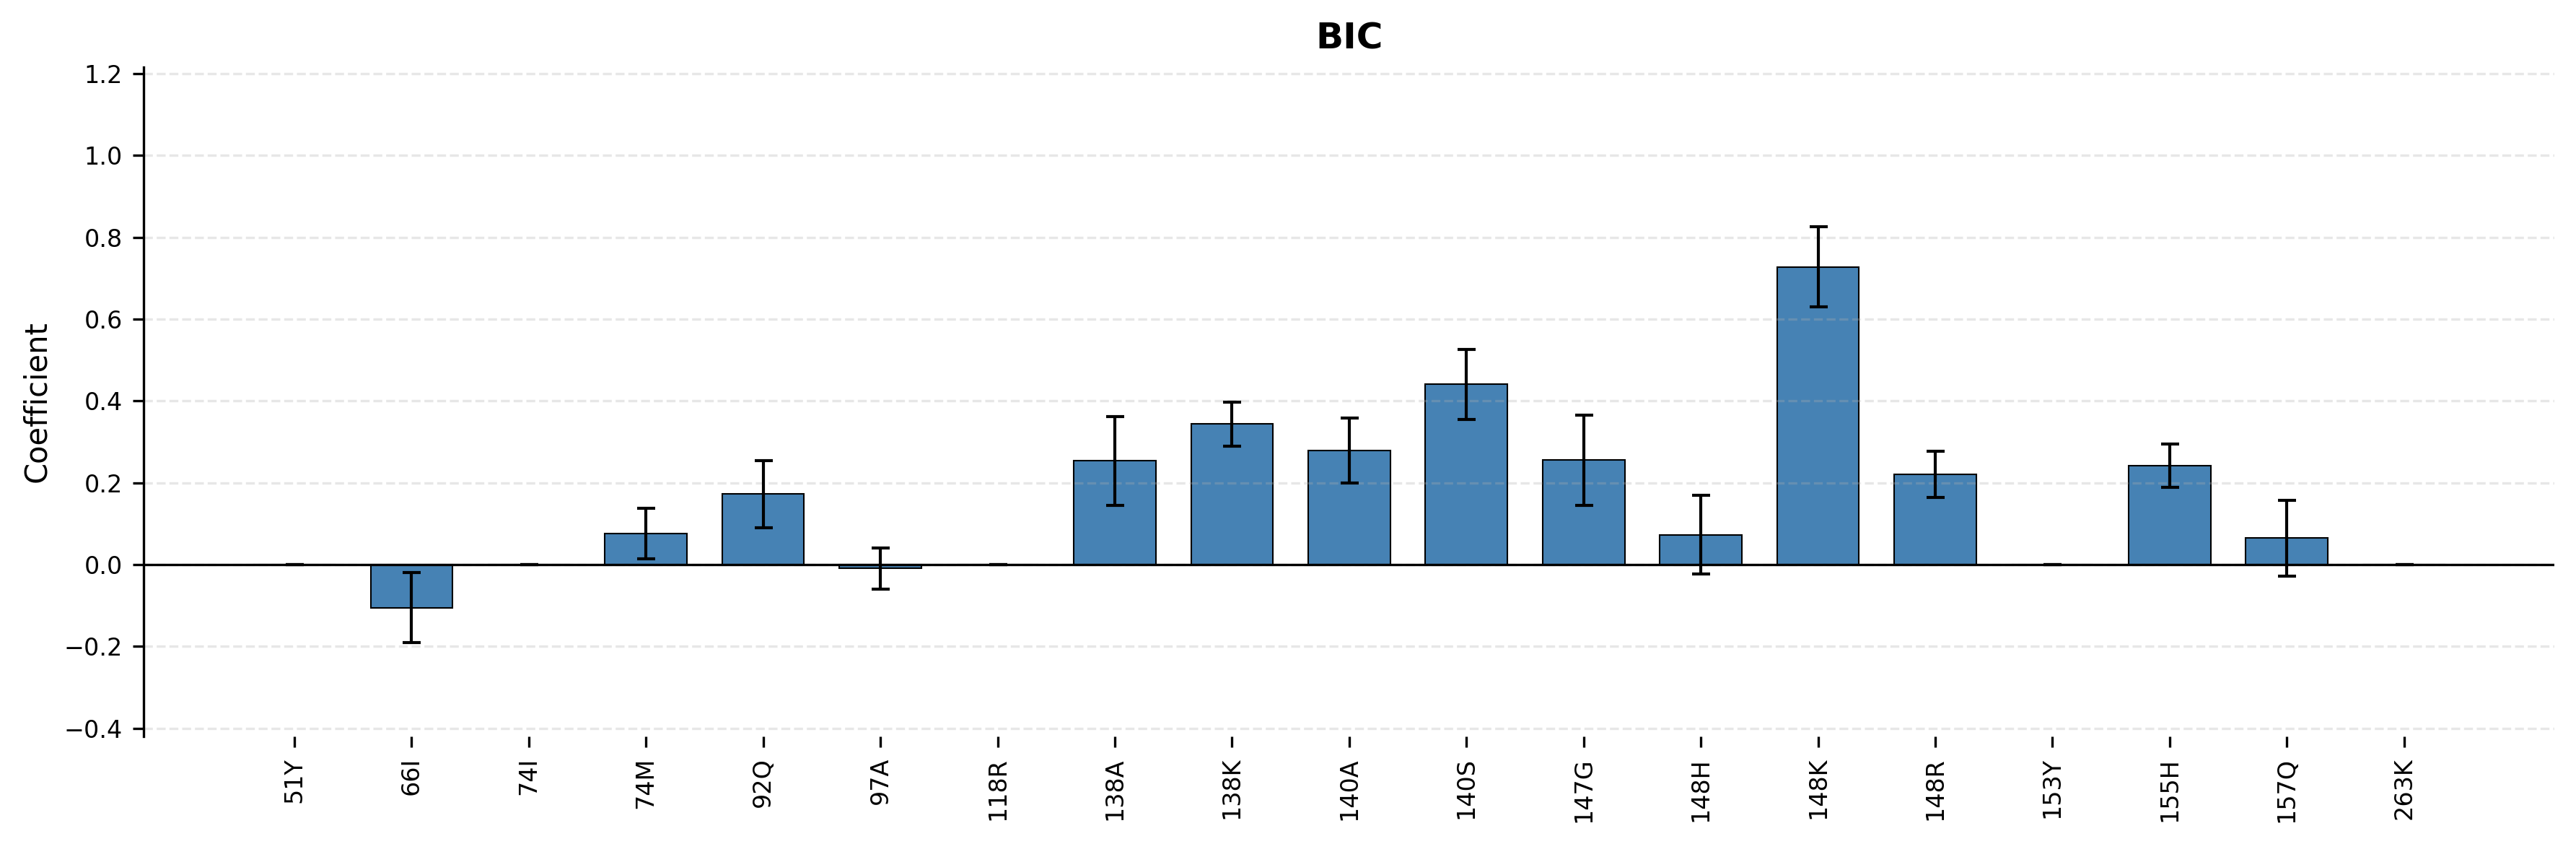 BIC
Coefficient
1.2
1.0
0.8
0.6
0.4
0.2
0.0
−0.2
−0.4
51Y
66I
74I
74M
92Q
97A
118R
138A
138K
140A
140S
147G
148H
148K
148R
153Y
155H
157Q
263K